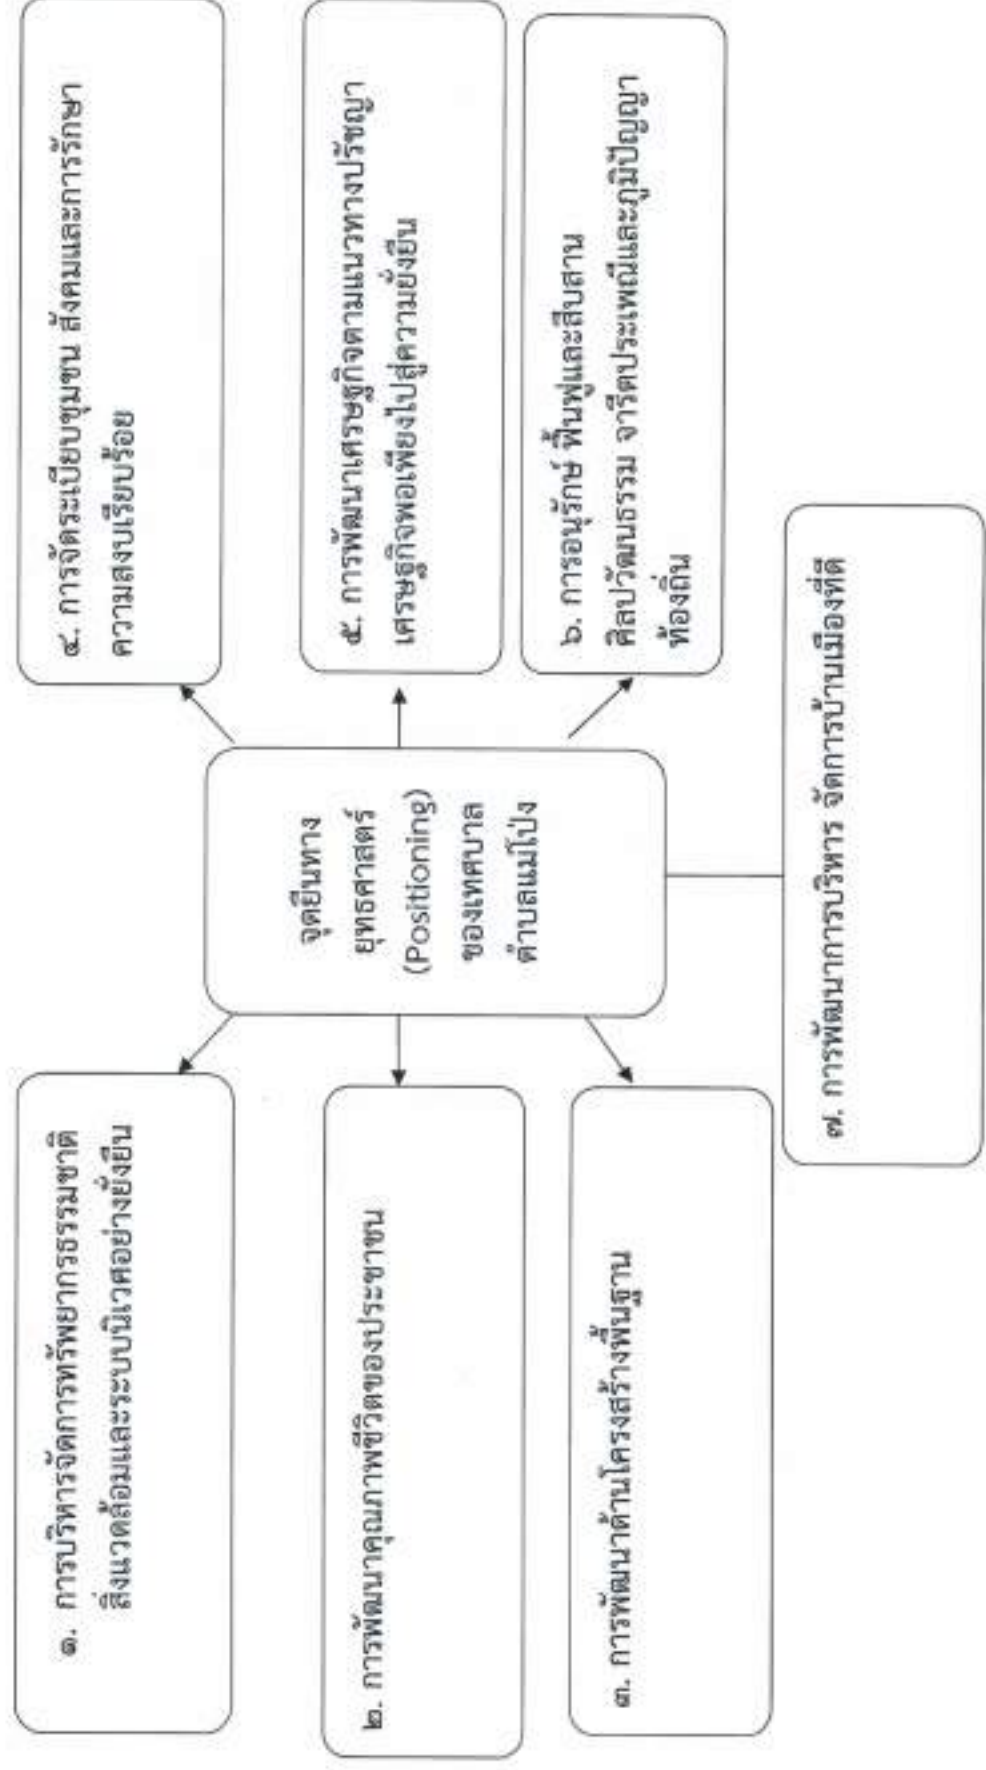 ๑. การบริหารจัดการทรัพยากรธรรมชาติ
สิ่งแวดล้อมและระบบนิเวศอย่างยั่งยืน
๒. การพัฒนาคุณภาพชีวิตของประชาชน
๓. การพัฒนาด้านโครงสร้างพื้นฐาน
จุดยืนทาง
ยุทธศาสตร์
(Positioning)
ของเทศบาล
ตำบลแม่โป่ง
๔. การจัดระเบียบชุมชน สังคมและการรักษา
ความสงบเรียบร้อย
๕. การพัฒนาเศรษฐกิจตามแนวทางปรัชญา
เศรษฐกิจพอเพียงไปสู่ความยั่งยืน
๖. การอนุรักษ์ ฟื้นฟูและสืบสาน
ศิลปวัฒนธรรม จารีตประเพณีและภูมิปัญญา
ท้องถิ่น
๗. การพัฒนาการบริหาร จัดการบ้านเมืองที่ดี